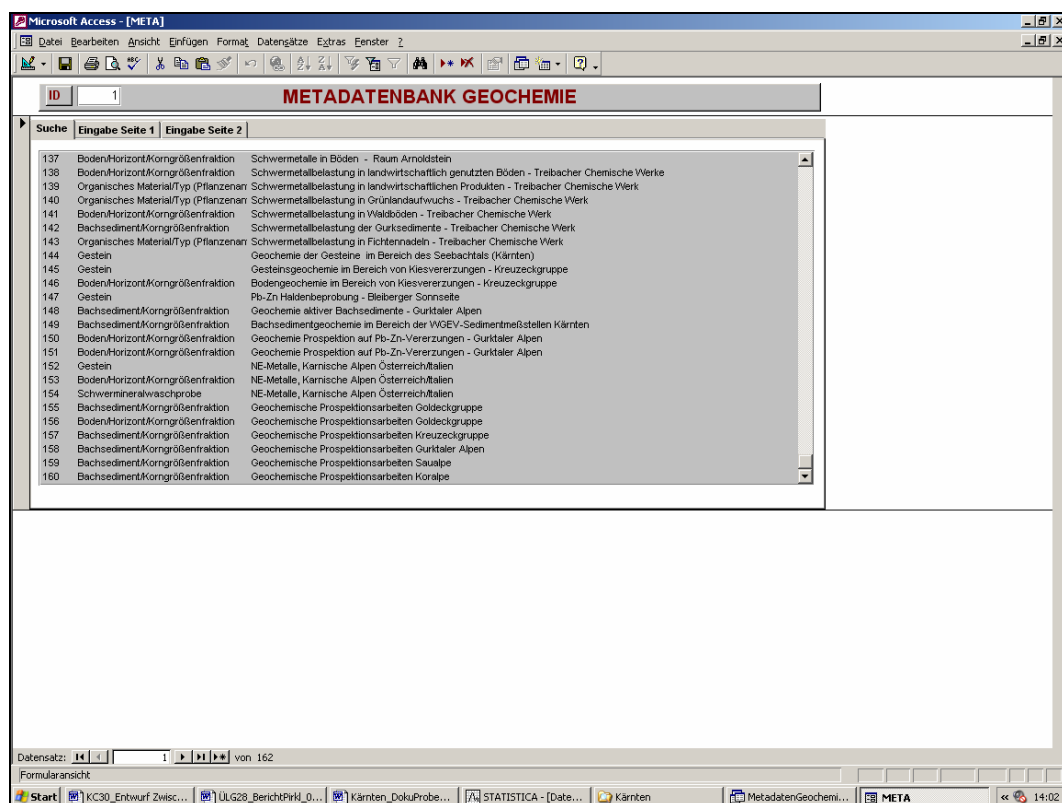 Microsoft Access - [META]
Datei Bearbeiten Ansicht Einfügen Format Datensätze Extras Fenster ?
ID 1 METADATENBANK GEOCHEMIE
Suche Eingabe Seite 1 Eingabe Seite 2
137 Boden/Horizont/Korngrößenfraktion Schwermetalle in Böden - Raum Arnoldstein
138 Boden/Horizont/Korngrößenfraktion Schwermetallbelastung in landwirtschaftlich genutzten Böden - Treibacher Chemische Werke
139 Organisches Material/Typ (Pflanzenam Schwermetallbelastung in landwirtschaftlichen Produkten - Treibacher Chemische Werk
140 Organisches Material/Typ (Pflanzenam Schwermetallbelastung in Grünlandaufwuchs - Treibacher Chemische Werk
141 Boden/Horizont/Korngrößenfraktion Schwermetallbelastung in Waldböden - Treibacher Chemische Werk
142 Bachsediment/Korngrößenfraktion Schwermetallbelastung der Gurksedimente - Treibacher Chemische Werk
143 Organisches Material/Typ (Pflanzenam Schwermetallbelastung in Fichtennadeln - Treibacher Chemische Werk
144 Gestein Geochemie der Gesteine im Bereich des Seebachtals (Kärnten)
145 Gestein Gesteinsgeochemie im Bereich von Kiesvererzungen - Kreuzeckgruppe
146 Boden/Horizont/Korngrößenfraktion Bodengeochemie im Bereich von Kiesvererzungen - Kreuzeckgruppe
147 Gestein Pb-Zn Haldenbeprobung - Bleiberger Sonnseite
148 Bachsediment/Korngrößenfraktion Geochemie aktiver Bachsedimente - Gurktaler Alpen
149 Bachsediment/Korngrößenfraktion Bachsedimentgeochemie im Bereich der WGEV-Sedimentmeßstellen Kärnten
150 Boden/Horizont/Korngrößenfraktion Geochemie Prospektion auf Pb-Zn-Vererzungen - Gurktaler Alpen
151 Boden/Horizont/Korngrößenfraktion Geochemie Prospektion auf Pb-Zn-Vererzungen - Gurktaler Alpen
152 Gestein NE-Metalle, Karnische Alpen Österreich/Italien
153 Boden/Horizont/Korngrößenfraktion NE-Metalle, Karnische Alpen Österreich/Italien
154 Schwermineralwaschprobe NE-Metalle, Karnische Alpen Österreich/Italien
155 Bachsediment/Korngrößenfraktion Geochemische Prospektionsarbeiten Goldeckgruppe
156 Boden/Horizont/Korngrößenfraktion Geochemische Prospektionsarbeiten Goldeckgruppe
157 Bachsediment/Korngrößenfraktion Geochemische Prospektionsarbeiten Kreuzeckgruppe
158 Bachsediment/Korngrößenfraktion Geochemische Prospektionsarbeiten Gurktaler Alpen
159 Bachsediment/Korngrößenfraktion Geochemische Prospektionsarbeiten Saualpe
160 Bachsediment/Korngrößenfraktion Geochemische Prospektionsarbeiten Koralpe
Datensatz: 1 von 162
Formularansicht
Start KC30_Entwurf Zwisc... ÜLG28_BerichtPirkl_0... Kärnten_DokuProbe... STATISTICA - [Date... Kärnten MetadatenGeochemi... META « 14:03